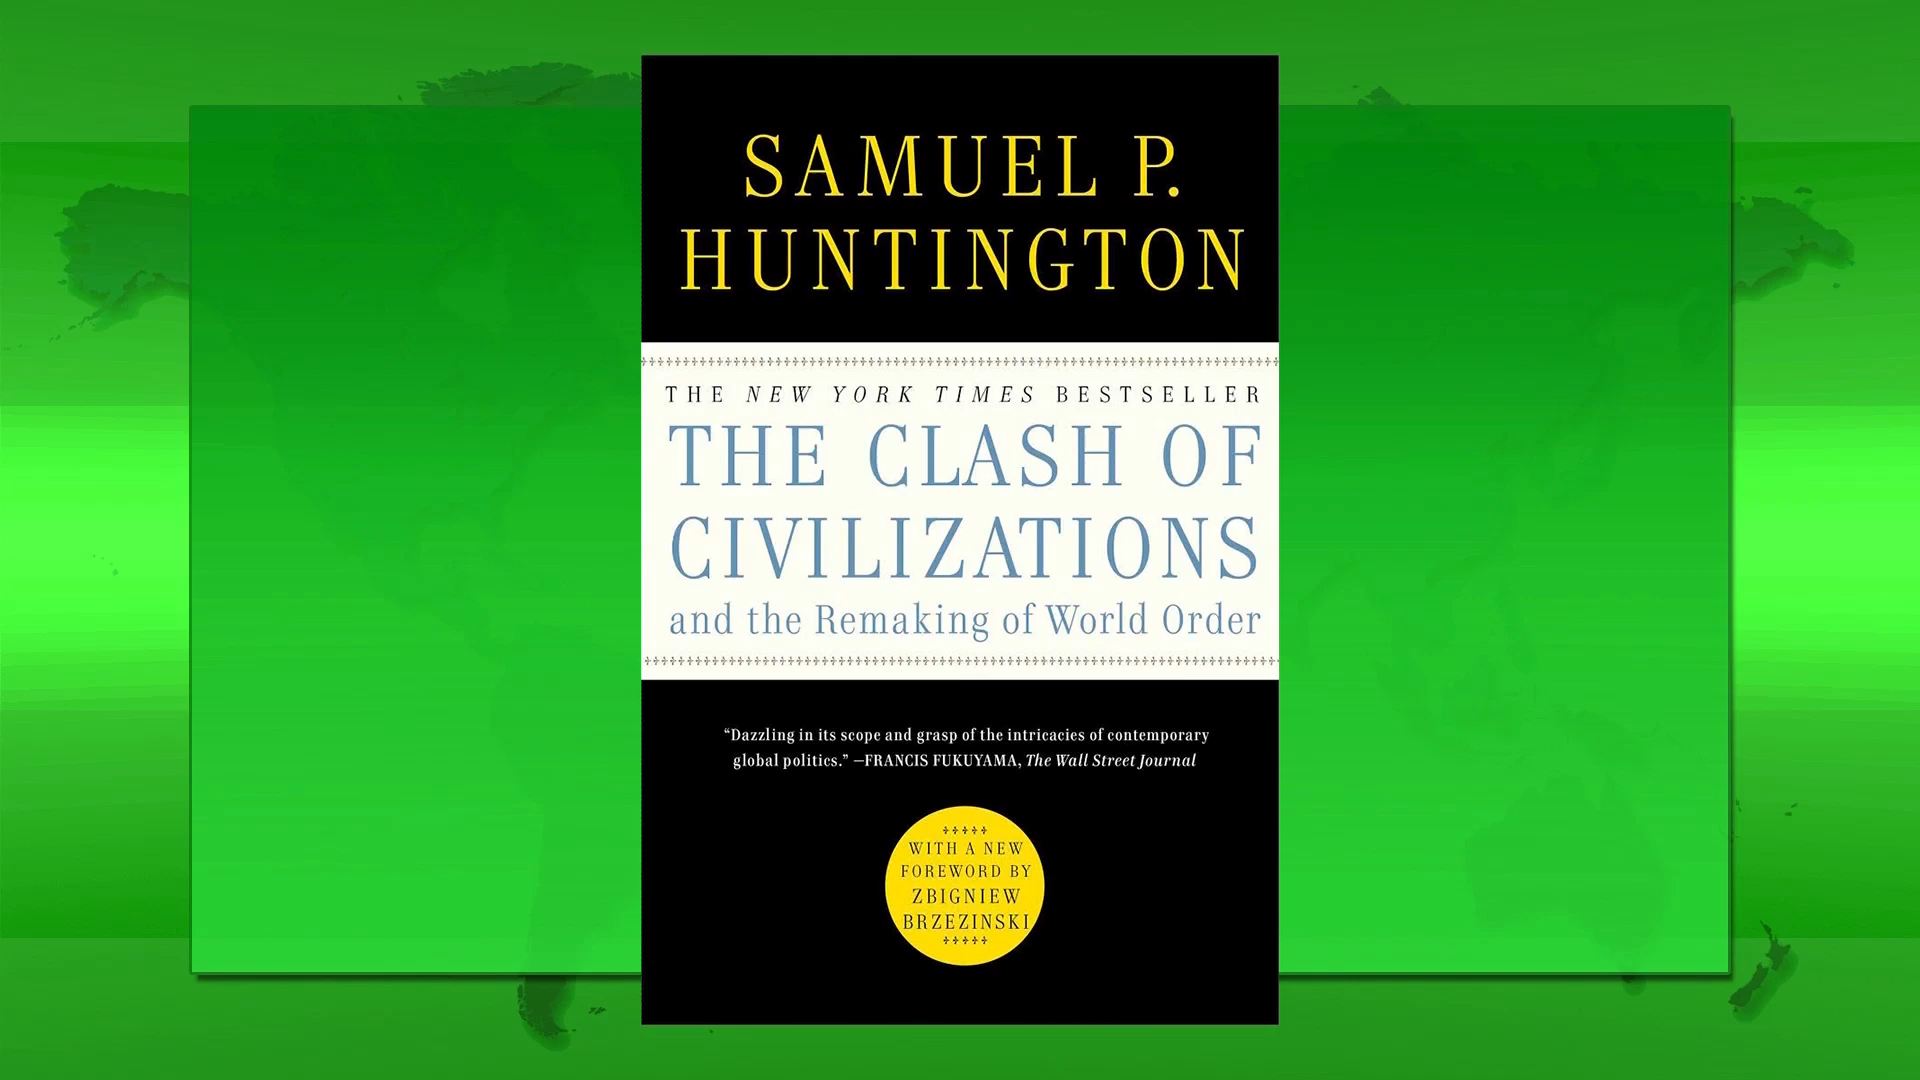 SAMUEL P.
HUNTINGTON
THE NEW YORK TIMES BESTSELLER
THE CLASH OF
CIVILIZATIONS
and the Remaking of World Order
“Dazzling in its scope and grasp of the intricacies of contemporary
global politics.” —FRANCIS FUKUYAMA, The Wall Street Journal
WITH A NEW
FOREWORD BY
ZBIGNIEW
BRZEZINSKI